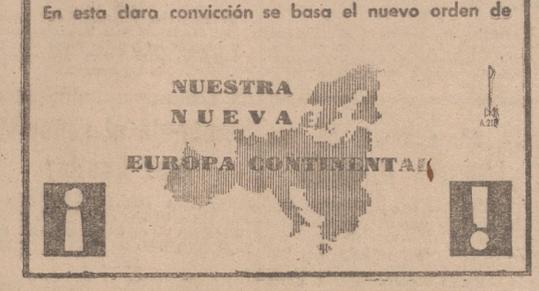 En esta clara convicción se basa el nuevo orden de
NUESTRA
NUEVA
EUROPA CONTINENTAL
¡ !